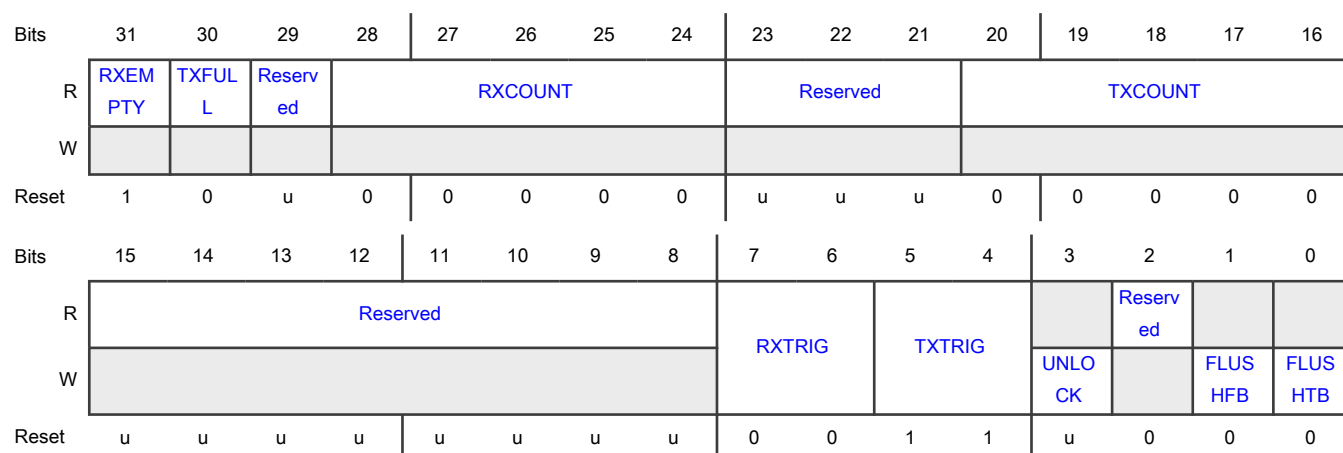 Bits 31 30 29 28 27 26 25 24 23 22 21 20 19 18 17 16
R RXEM PTY TXFUL L Reserv ed RXCOUNT Reserved TXCOUNT
W
Reset 1 0 u 0 0 0 0 0 u u u 0 0 0 0 0
Bits 15 14 13 12 11 10 9 8 7 6 5 4 3 2 1 0
R Reserved RXTRIG TXTRIG Reserv ed
W UNLO CK FLUS HFB FLUS HTB
Reset u u u u u u u u 0 0 1 1 u 0 0 0